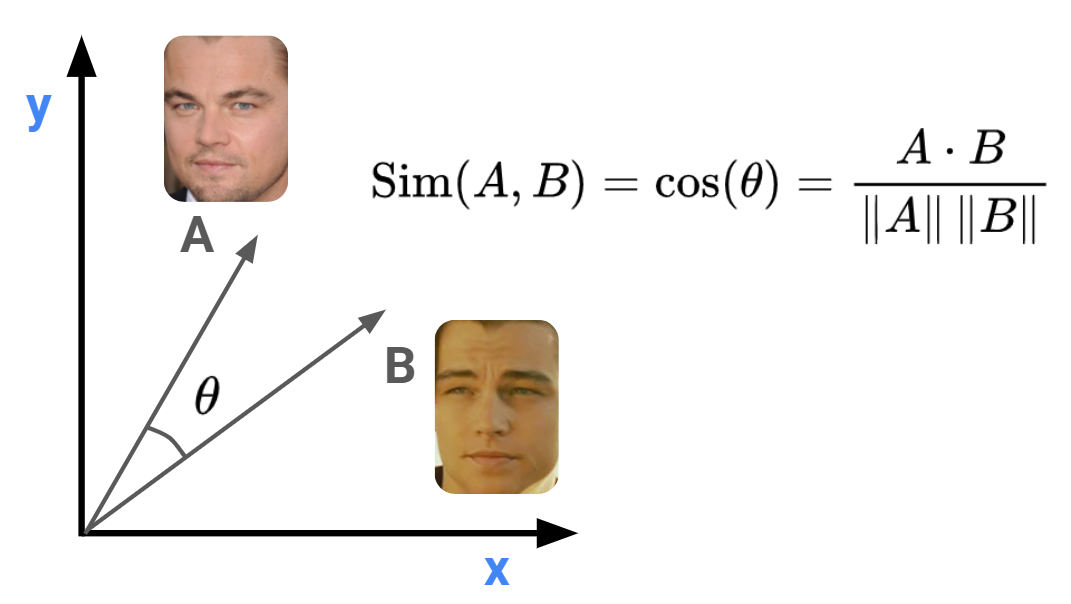 y
A
Sim(A, B) = cos(θ) = A · B / ‖A‖ ‖B‖
B
θ
x